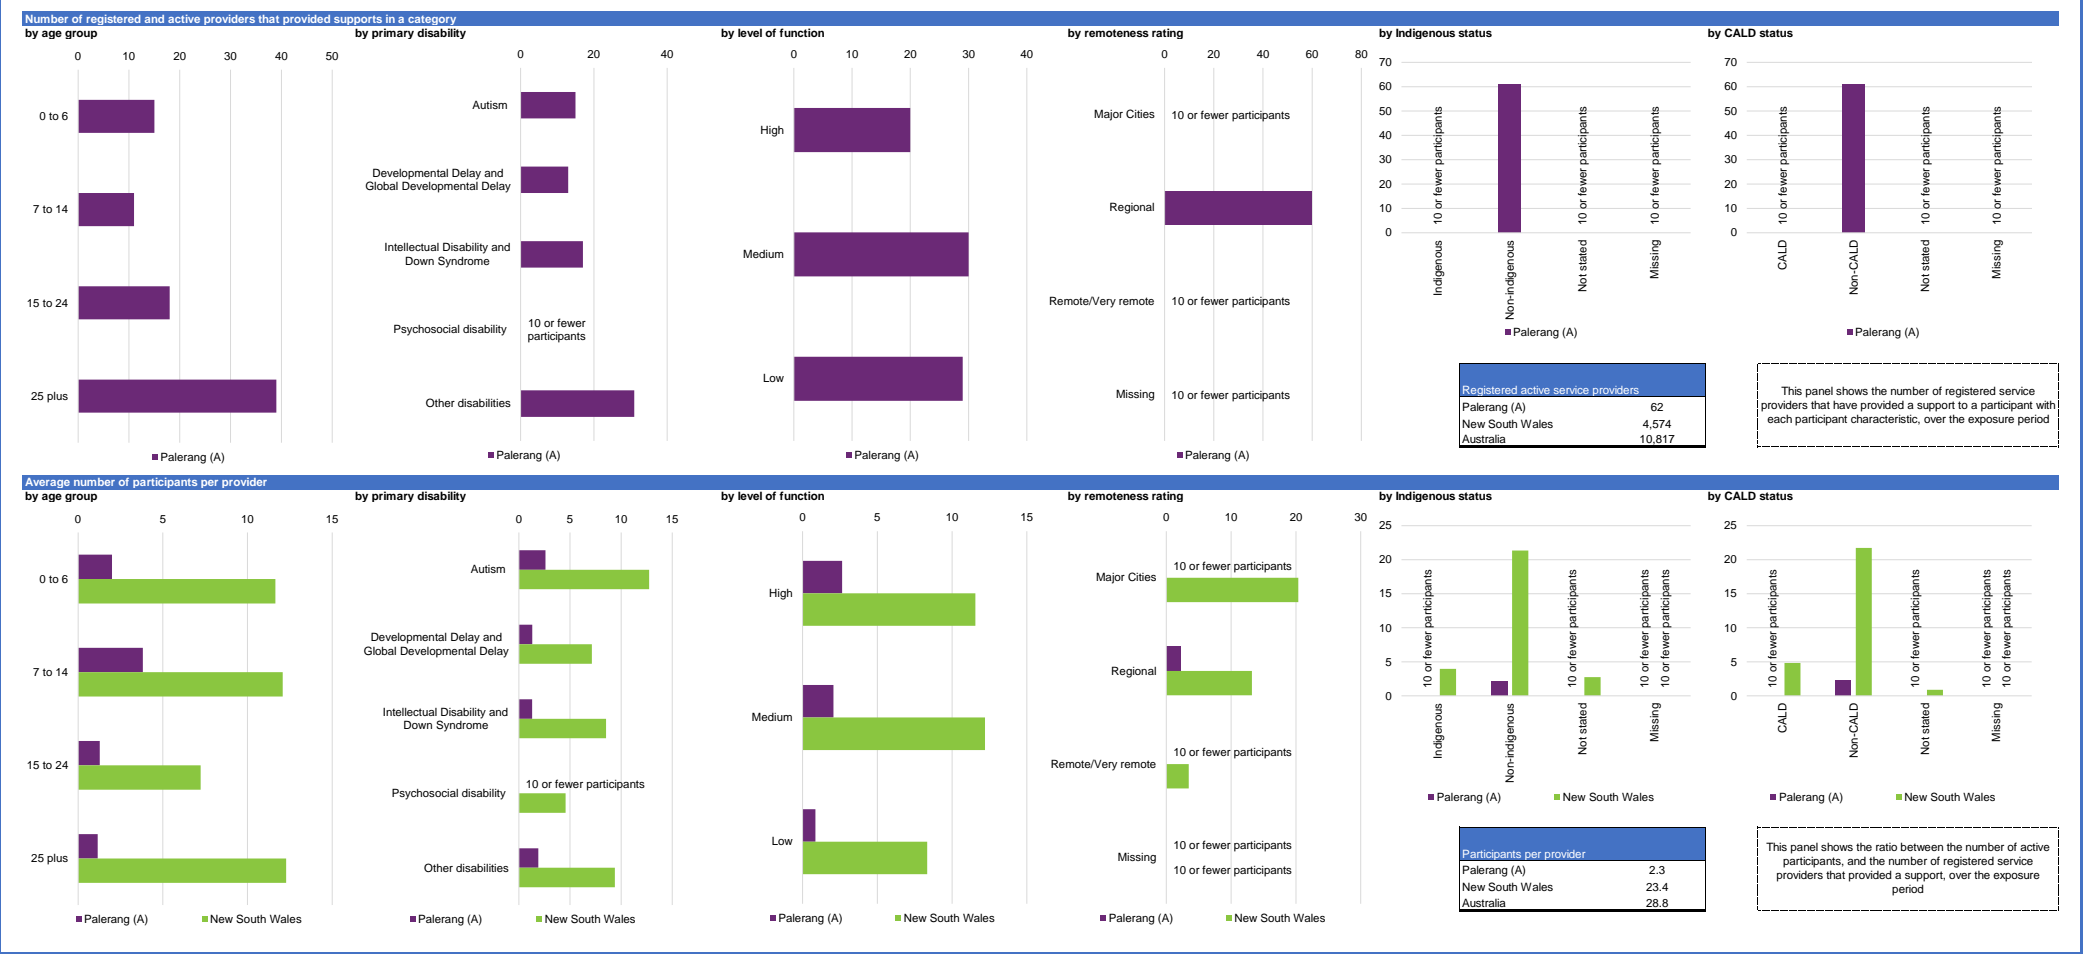 Number of registered and active providers that provided supports in a category
by age group
0 10 20 30 40 50
0 to 6
7 to 14
15 to 24
25 plus
Palerang (A)
by primary disability
0 20 40
Autism
Developmental Delay and
Global Developmental Delay
Intellectual Disability and
Down Syndrome
Psychosocial disability
10 or fewer
participants
Other disabilities
Palerang (A)
by level of function
0 10 20 30 40
High
Medium
Low
Palerang (A)
by remoteness rating
0 20 40 60 80
Major Cities 10 or fewer participants
Regional
Remote/Very remote 10 or fewer participants
Missing 10 or fewer participants
Palerang (A)
by Indigenous status
70
60
50
40
30
20
10
0
10 or fewer participants
10 or fewer participants
10 or fewer participants
Indigenous
Non-indigenous
Not stated
Missing
Palerang (A)
by CALD status
70
60
50
40
30
20
10
0
10 or fewer participants
10 or fewer participants
10 or fewer participants
CALD
Non-CALD
Not stated
Missing
Palerang (A)
Registered active service providers
Palerang (A) 62
New South Wales 4,574
Australia 10,817
This panel shows the number of registered service
providers that have provided a support to a participant with
each participant characteristic, over the exposure period
Average number of participants per provider
by age group
0 5 10 15
0 to 6
7 to 14
15 to 24
25 plus
Palerang (A) New South Wales
by primary disability
0 5 10 15
Autism
Developmental Delay and
Global Developmental Delay
Intellectual Disability and
Down Syndrome
10 or fewer participants
Psychosocial disability
Other disabilities
Palerang (A) New South Wales
by level of function
0 5 10 15
High
Medium
Low
Palerang (A) New South Wales
by remoteness rating
0 10 20 30
10 or fewer participants
Major Cities
Regional
10 or fewer participants
Remote/Very remote
10 or fewer participants
Missing
10 or fewer participants
Palerang (A) New South Wales
by Indigenous status
25
20
15
10
5
0
10 or fewer participants
10 or fewer participants
10 or fewer participants
10 or fewer participants
Indigenous
Non-indigenous
Not stated
Missing
Palerang (A) New South Wales
by CALD status
25
20
15
10
5
0
10 or fewer participants
10 or fewer participants
10 or fewer participants
10 or fewer participants
CALD
Non-CALD
Not stated
Missing
Palerang (A) New South Wales
Participants per provider
Palerang (A) 2.3
New South Wales 23.4
Australia 28.8
This panel shows the ratio between the number of active
participants, and the number of registered service
providers that provided a support, over the exposure
period